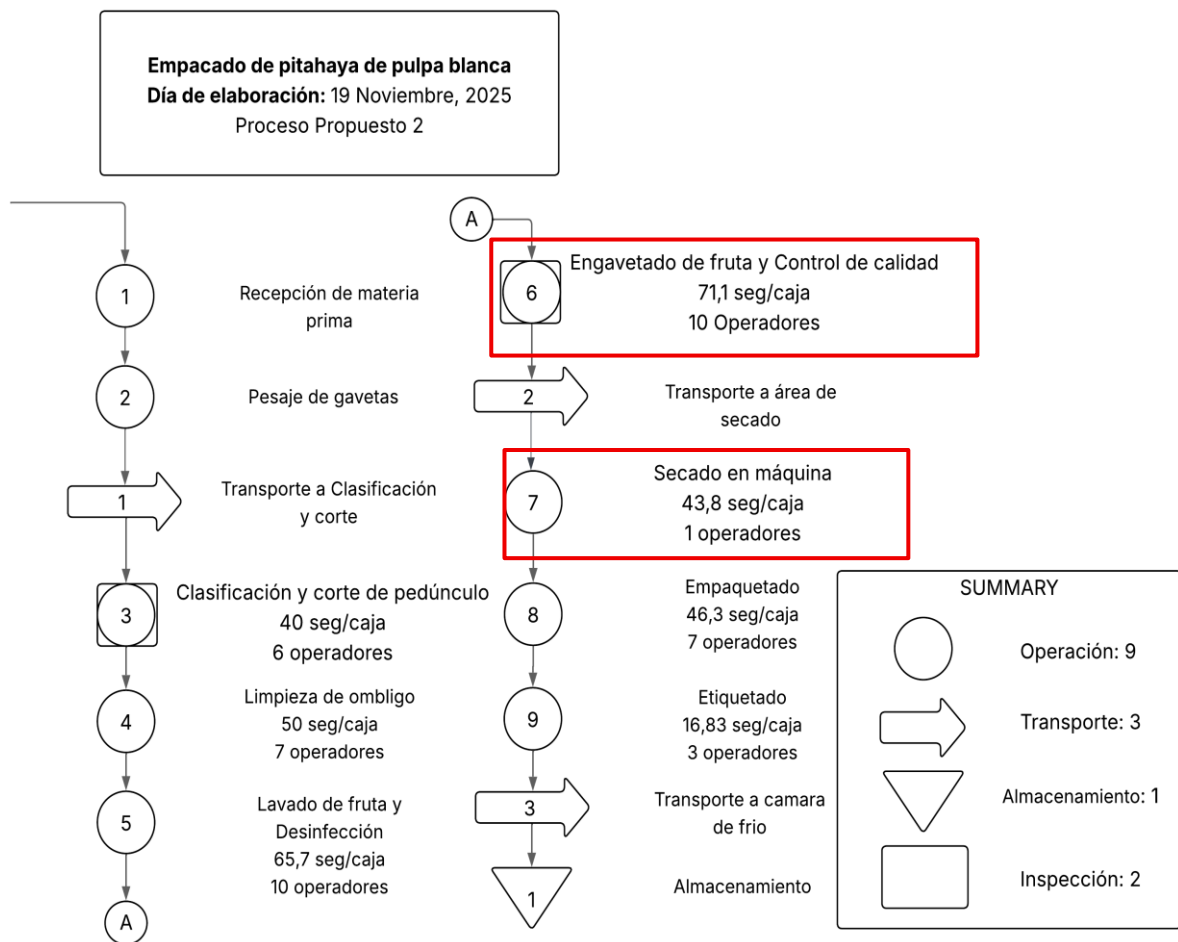 Empacado de pitahaya de pulpa blanca
Día de elaboración: 19 Noviembre, 2025
Proceso Propuesto 2
1
Recepción de materia
prima
2
Pesaje de gavetas
1
Transporte a Clasificación
y corte
3
Clasificación y corte de pedúnculo
40 seg/caja
6 operadores
4
Limpieza de ombligo
50 seg/caja
7 operadores
5
Lavado de fruta y
Desinfección
65,7 seg/caja
10 operadores
A
A
6
Engavetado de fruta y Control de calidad
71,1 seg/caja
10 Operadores
2
Transporte a área de
secado
7
Secado en máquina
43,8 seg/caja
1 operadores
8
Empaquetado
46,3 seg/caja
7 operadores
9
Etiquetado
16,83 seg/caja
3 operadores
3
Transporte a camara
de frio
1
Almacenamiento
SUMMARY
Operación: 9
Transporte: 3
Almacenamiento: 1
Inspección: 2